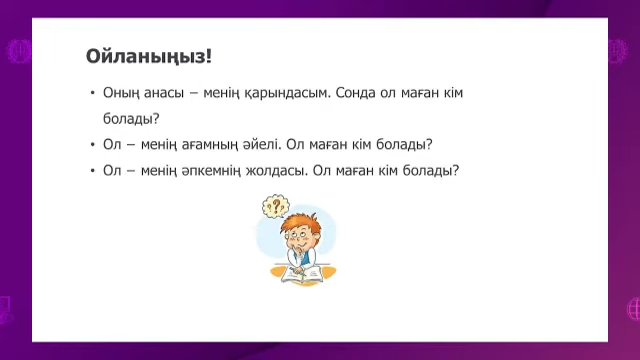 Ойланыңыз!
• Оның анасы – менің қарындасым. Сонда ол маған кім
болады?
• Ол – менің ағамның әйелі. Ол маған кім болады?
• Ол – менің әпкемнің жолдасы. Ол маған кім болады?
? ?